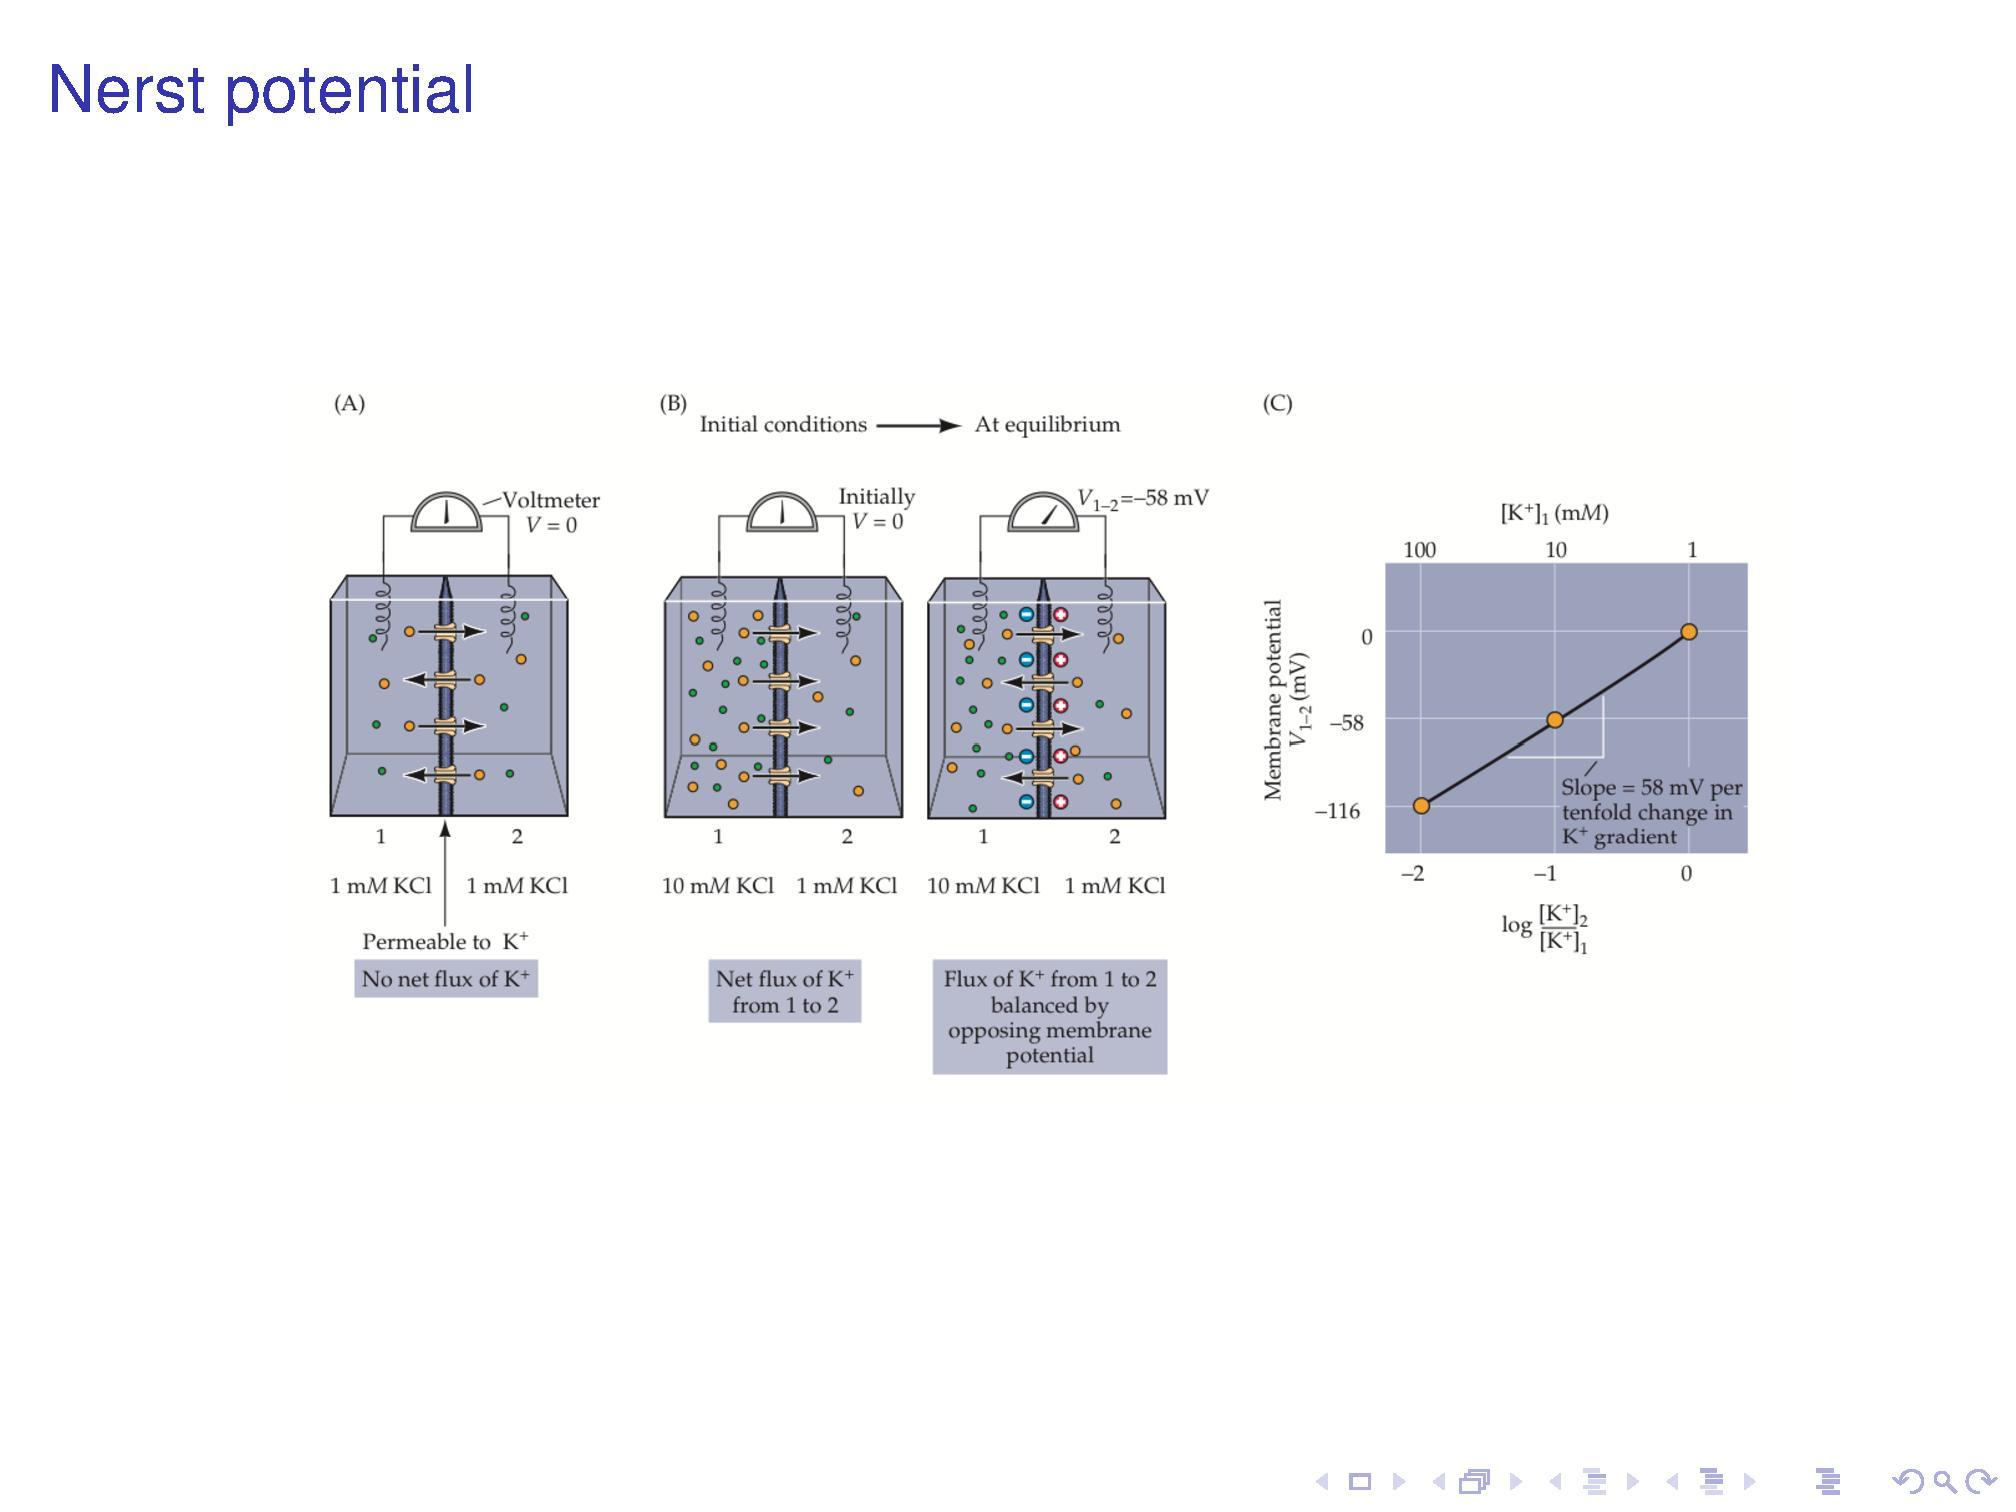 Nerst potential
(A)
Voltmeter
V = 0
1
2
1 mM KCl
1 mM KCl
Permeable to K⁺
No net flux of K⁺
(B)
Initial conditions
At equilibrium
Initially
V = 0
1
2
10 mM KCl
1 mM KCl
Net flux of K⁺
from 1 to 2
V₁₋₂=–58 mV
1
2
10 mM KCl
1 mM KCl
Flux of K⁺ from 1 to 2
balanced by
opposing membrane
potential
(C)
[K⁺]₁ (mM)
100
10
1
Membrane potential
V₁₋₂ (mV)
0
–58
–116
Slope = 58 mV per
tenfold change in
K⁺ gradient
–2
–1
0
log [K⁺]₂
[K⁺]₁